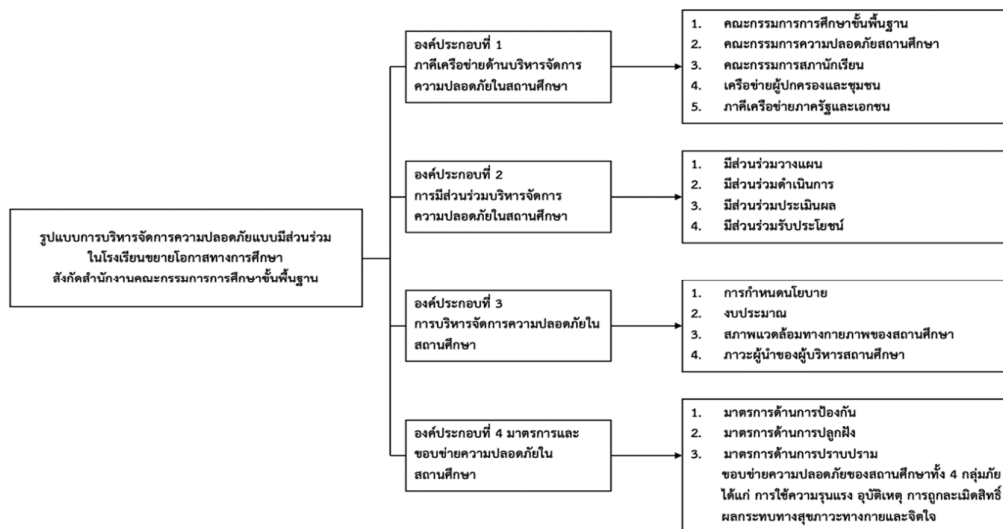 รูปแบบการบริหารจัดการความปลอดภัยแบบมีส่วนร่วม
ในโรงเรียนขยายโอกาสทางการศึกษา
สังกัดสำนักงานคณะกรรมการการศึกษาขั้นพื้นฐาน
องค์ประกอบที่ 1
ภาคีเครือข่ายด้านบริหารจัดการ
ความปลอดภัยในสถานศึกษา
1. คณะกรรมการการศึกษาขั้นพื้นฐาน
2. คณะกรรมการความปลอดภัยสถานศึกษา
3. คณะกรรมการสภานักเรียน
4. เครือข่ายผู้ปกครองและชุมชน
5. ภาคีเครือข่ายภาครัฐและเอกชน
องค์ประกอบที่ 2
การมีส่วนร่วมบริหารจัดการ
ความปลอดภัยในสถานศึกษา
1. มีส่วนร่วมวางแผน
2. มีส่วนร่วมดำเนินการ
3. มีส่วนร่วมประเมินผล
4. มีส่วนร่วมรับประโยชน์
องค์ประกอบที่ 3
การบริหารจัดการความปลอดภัยใน
สถานศึกษา
1. การกำหนดนโยบาย
2. งบประมาณ
3. สภาพแวดล้อมทางกายภาพของสถานศึกษา
4. ภาวะผู้นำของผู้บริหารสถานศึกษา
องค์ประกอบที่ 4 มาตรการและ
ขอบข่ายความปลอดภัยใน
สถานศึกษา
1. มาตรการด้านการป้องกัน
2. มาตรการด้านการปลูกฝัง
3. มาตรการด้านการปราบปราม
ขอบข่ายความปลอดภัยของสถานศึกษาทั้ง 4 กลุ่มภัย
ได้แก่ การใช้ความรุนแรง อุบัติเหตุ การถูกละเมิดสิทธิ์
ผลกระทบทางสุขภาวะทางกายและจิตใจ